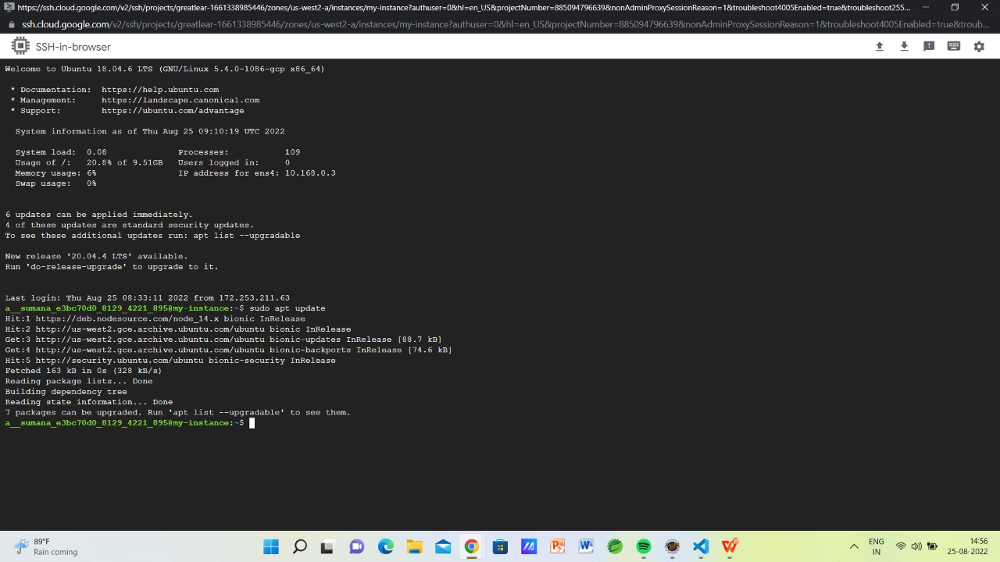 https://ssh.cloud.google.com/v2/ssh/projects/greatlear-1661338985446/zones/us-west2-a/instances/my-instance?authuser=0&hl=en_US&projectNumber=885094796639&nonAdminProxySessionReason=1&troubleshoot4005Enabled=true&troubleshoot255...
ssh.cloud.google.com/v2/ssh/projects/greatlear-1661338985446/zones/us-west2-a/instances/my-instance?authuser=0&hl=en_US&projectNumber=885094796639&nonAdminProxySessionReason=1&troubleshoot4005Enabled=true&troub...
SSH-in-browser
Welcome to Ubuntu 18.04.6 LTS (GNU/Linux 5.4.0-1086-gcp x86_64)
* Documentation:  https://help.ubuntu.com
* Management:     https://landscape.canonical.com
* Support:        https://ubuntu.com/advantage
System information as of Thu Aug 25 09:10:19 UTC 2022
System load:  0.08              Processes:           109
Usage of /:   20.8% of 9.51GB   Users logged in:     0
Memory usage: 6%                IP address for ens4: 10.168.0.3
Swap usage:   0%
6 updates can be applied immediately.
4 of these updates are standard security updates.
To see these additional updates run: apt list --upgradable
New release '20.04.4 LTS' available.
Run 'do-release-upgrade' to upgrade to it.
Last login: Thu Aug 25 08:33:11 2022 from 172.253.211.63
a__sumana_e3bc70d0_8129_4221_895@my-instance:~$ sudo apt update
Hit:1 https://deb.nodesource.com/node_14.x bionic InRelease
Hit:2 http://us-west2.gce.archive.ubuntu.com/ubuntu bionic InRelease
Get:3 http://us-west2.gce.archive.ubuntu.com/ubuntu bionic-updates InRelease [88.7 kB]
Get:4 http://us-west2.gce.archive.ubuntu.com/ubuntu bionic-backports InRelease [74.6 kB]
Hit:5 http://security.ubuntu.com/ubuntu bionic-security InRelease
Fetched 163 kB in 0s (328 kB/s)
Reading package lists... Done
Building dependency tree
Reading state information... Done
7 packages can be upgraded. Run 'apt list --upgradable' to see them.
a__sumana_e3bc70d0_8129_4221_895@my-instance:~$
89°F
Rain coming
ENG
IN
14:56
25-08-2022